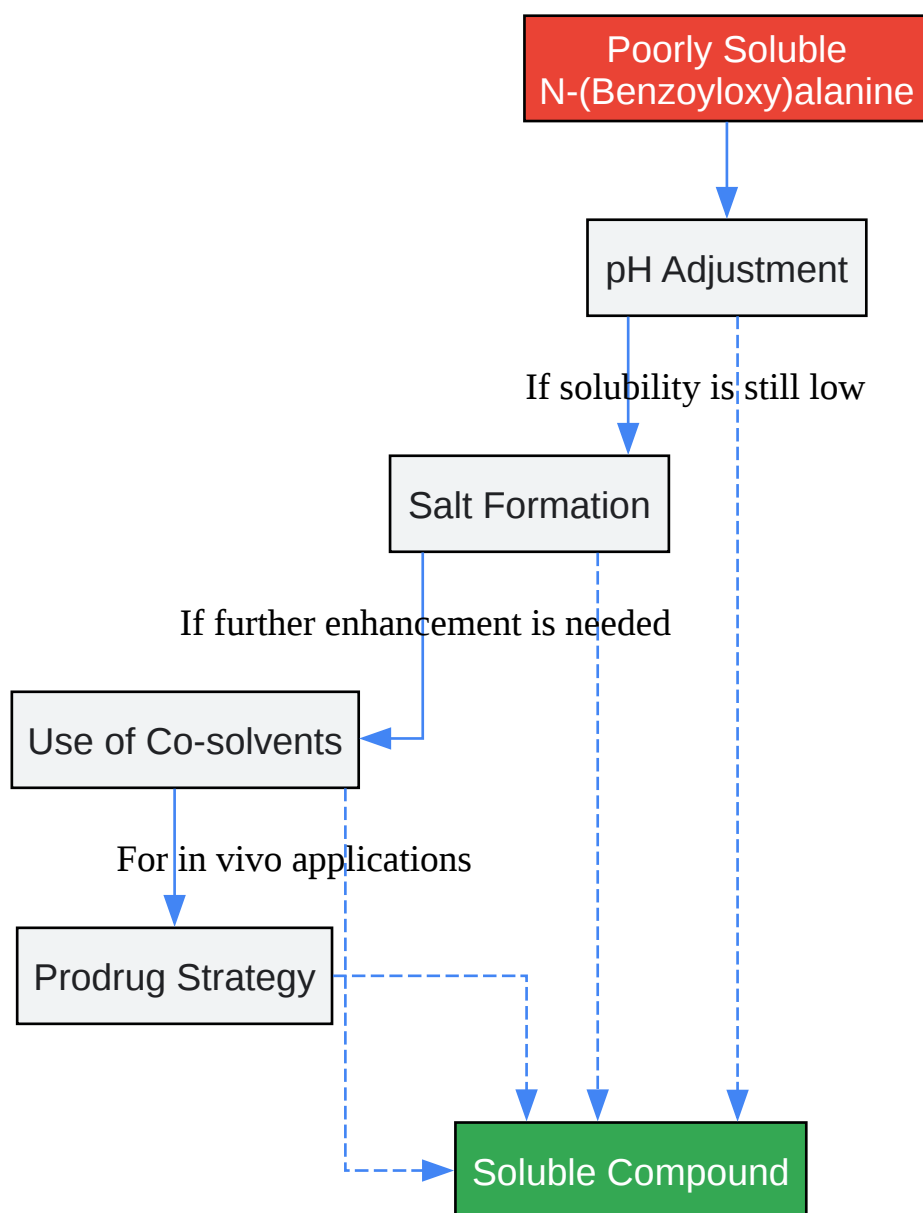 Poorly Soluble
N-(Benzoyloxy)alanine
pH Adjustment
If solubility is still low
Salt Formation
If further enhancement is needed
Use of Co-solvents
For in vivo applications
Prodrug Strategy
Soluble Compound